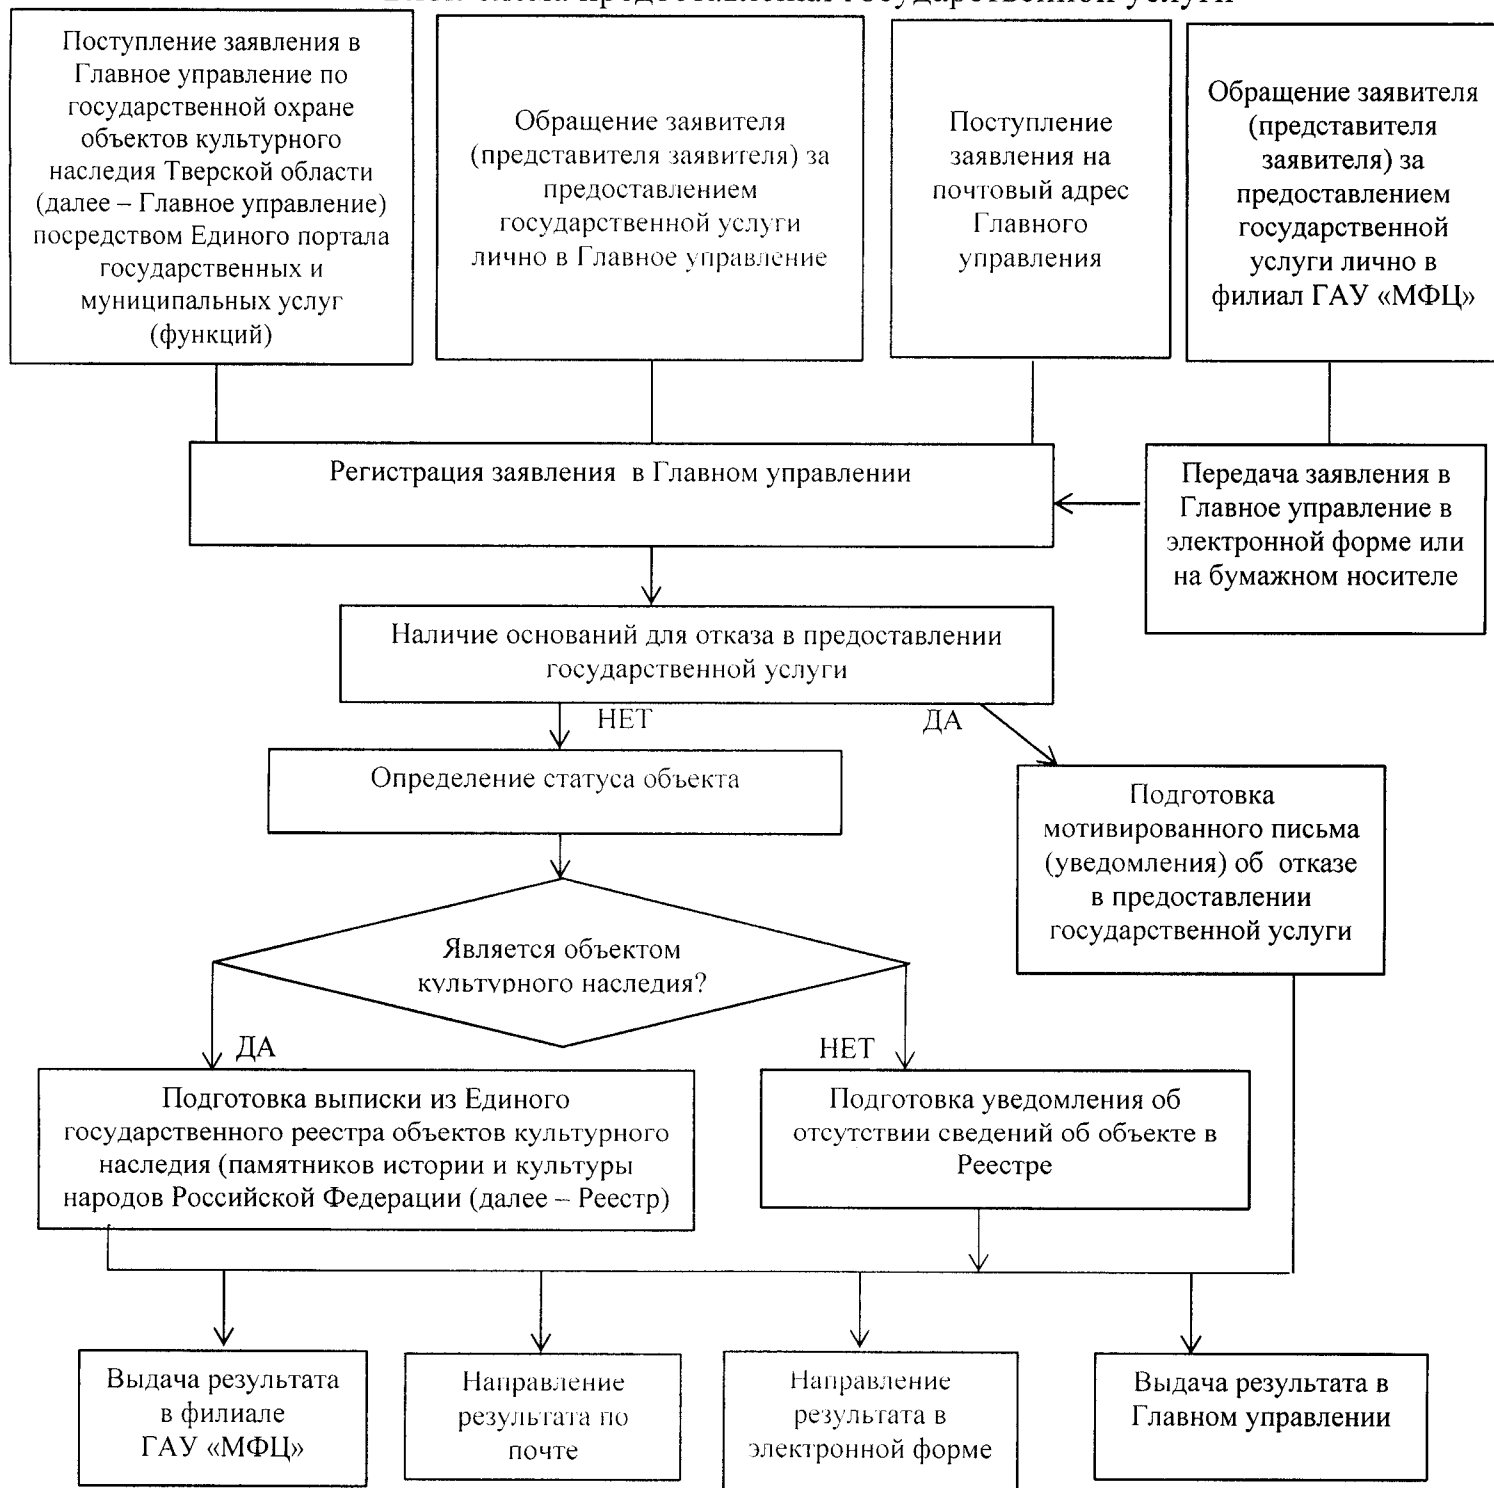 предоставления государственной услуги
Поступление заявления в
Главное управление по
государственной охране
объектов культурного
наследия Тверской области
(далее – Главное управление)
посредством Единого портала
государственных и
муниципальных услуг
(функций)
Обращение заявителя
(представителя заявителя) за
предоставлением
государственной услуги
лично в Главное управление
Поступление
заявления на
почтовый адрес
Главного
управления
Обращение заявителя
(представителя
заявителя) за
предоставлением
государственной
услуги лично в
филиал ГАУ «МФЦ»
Регистрация заявления в Главном управлении
Передача заявления в
Главное управление в
электронной форме или
на бумажном носителе
Наличие оснований для отказа в предоставлении
государственной услуги
НЕТ
ДА
Определение статуса объекта
Подготовка
мотивированного письма
(уведомления) об отказе
в предоставлении
государственной услуги
Является объектом
культурного наследия?
ДА
НЕТ
Подготовка выписки из Единого
государственного реестра объектов культурного
наследия (памятников истории и культуры
народов Российской Федерации (далее – Реестр)
Подготовка уведомления об
отсутствии сведений об объекте в
Реестре
Выдача результата
в филиале
ГАУ «МФЦ»
Направление
результата по
почте
Направление
результата в
электронной форме
Выдача результата в
Главном управлении